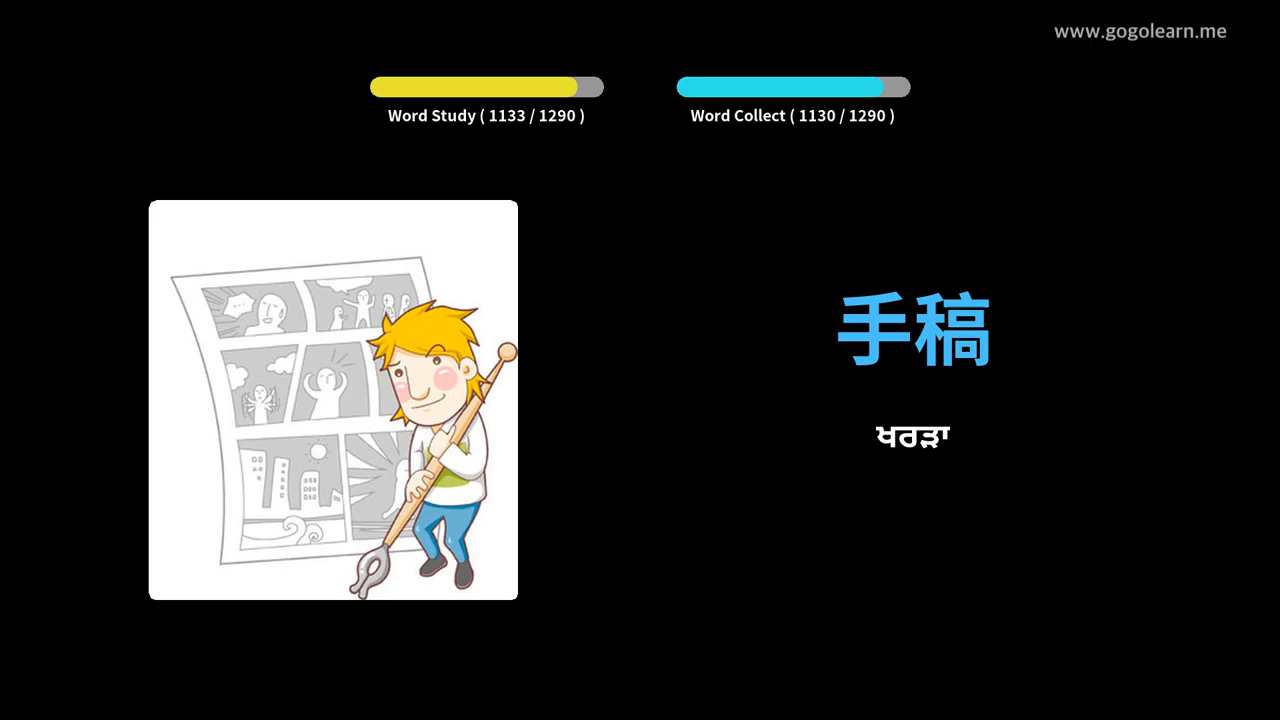 www.gogolearn.me
Word Study ( 1133 / 1290 )
Word Collect ( 1130 / 1290 )
手稿
ਖਰੜਾ